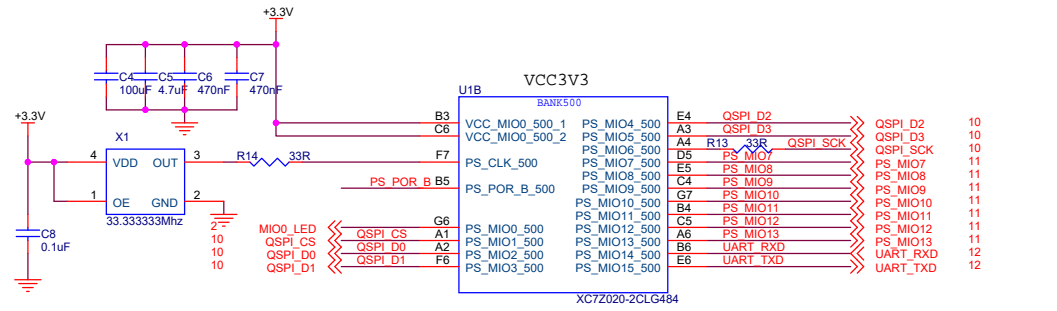 +3.3V
C4 C5 C6 C7
100uF 4.7uF 470nF 470nF
VCC3V3
U1B
BANK500
+3.3V
X1
4 VDD OUT 3
1 OE GND 2
33.333333Mhz
C8
0.1uF
R14 33R
B3 VCC_MIO0_500_1
C6 VCC_MIO0_500_2
F7 PS_CLK_500
PS_POR_B B5 PS_POR_B_500
2 MIO0_LED G6 PS_MIO0_500
10 QSPI_CS QSPI_CS A1 PS_MIO1_500
10 QSPI_D0 QSPI_D0 A2 PS_MIO2_500
10 QSPI_D1 QSPI_D1 F6 PS_MIO3_500
PS_MIO4_500 E4 QSPI_D2 QSPI_D2 10
PS_MIO5_500 A3 QSPI_D3 QSPI_D3 10
PS_MIO6_500 A4 R13 33R QSPI_SCK QSPI_SCK 10
PS_MIO7_500 D5 PS_MIO7 PS_MIO7 11
PS_MIO8_500 E5 PS_MIO8 PS_MIO8 11
PS_MIO9_500 C4 PS_MIO9 PS_MIO9 11
PS_MIO10_500 G7 PS_MIO10 PS_MIO10 11
PS_MIO11_500 B4 PS_MIO11 PS_MIO11 11
PS_MIO12_500 C5 PS_MIO12 PS_MIO12 11
PS_MIO13_500 A6 PS_MIO13 PS_MIO13 11
PS_MIO14_500 B6 UART_RXD UART_RXD 12
PS_MIO15_500 E6 UART_TXD UART_TXD 12
XC7Z020-2CLG484